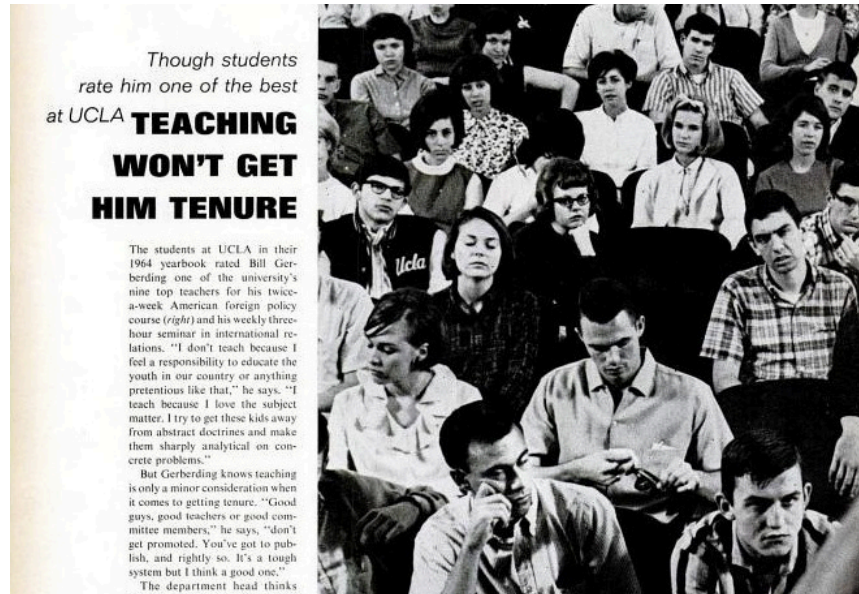 Though students
rate him one of the best
at UCLA TEACHING
WON'T GET
HIM TENURE
The students at UCLA in their
1964 yearbook rated Bill Ger-
berding one of the university's
nine top teachers for his twice-
a-week American foreign policy
course (right) and his weekly three-
hour seminar in international re-
lations. "I don't teach because I
feel a responsibility to educate the
youth in our country or anything
pretentious like that," he says. "I
teach because I love the subject
matter. I try to get these kids away
from abstract doctrines and make
them sharply analytical on con-
crete problems."
But Gerberding knows teaching
is only a minor consideration when
it comes to getting tenure. "Good
guys, good teachers or good com-
mittee members," he says, "don't
get promoted. You've got to pub-
lish, and rightly so. It's a tough
system but I think a good one."
The department head thinks
Ucla